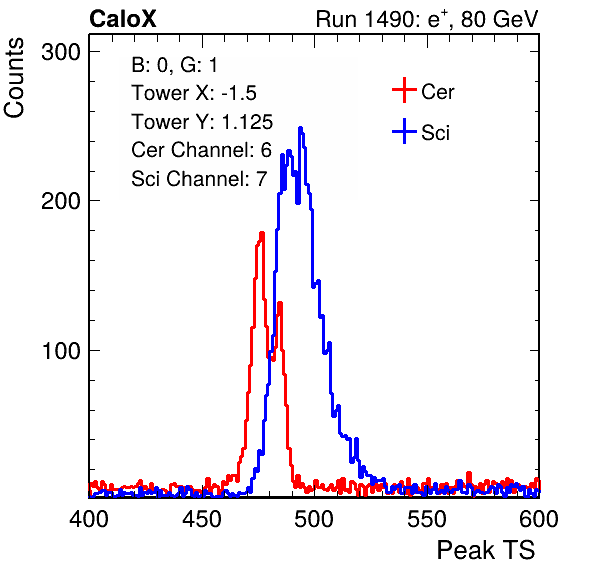 CaloX Run 1490: e⁺, 80 GeV
Counts
300
B: 0, G: 1
Tower X: -1.5
Tower Y: 1.125
Cer Channel: 6
Sci Channel: 7
Cer
Sci
200
100
400 450 500 550 600
Peak TS